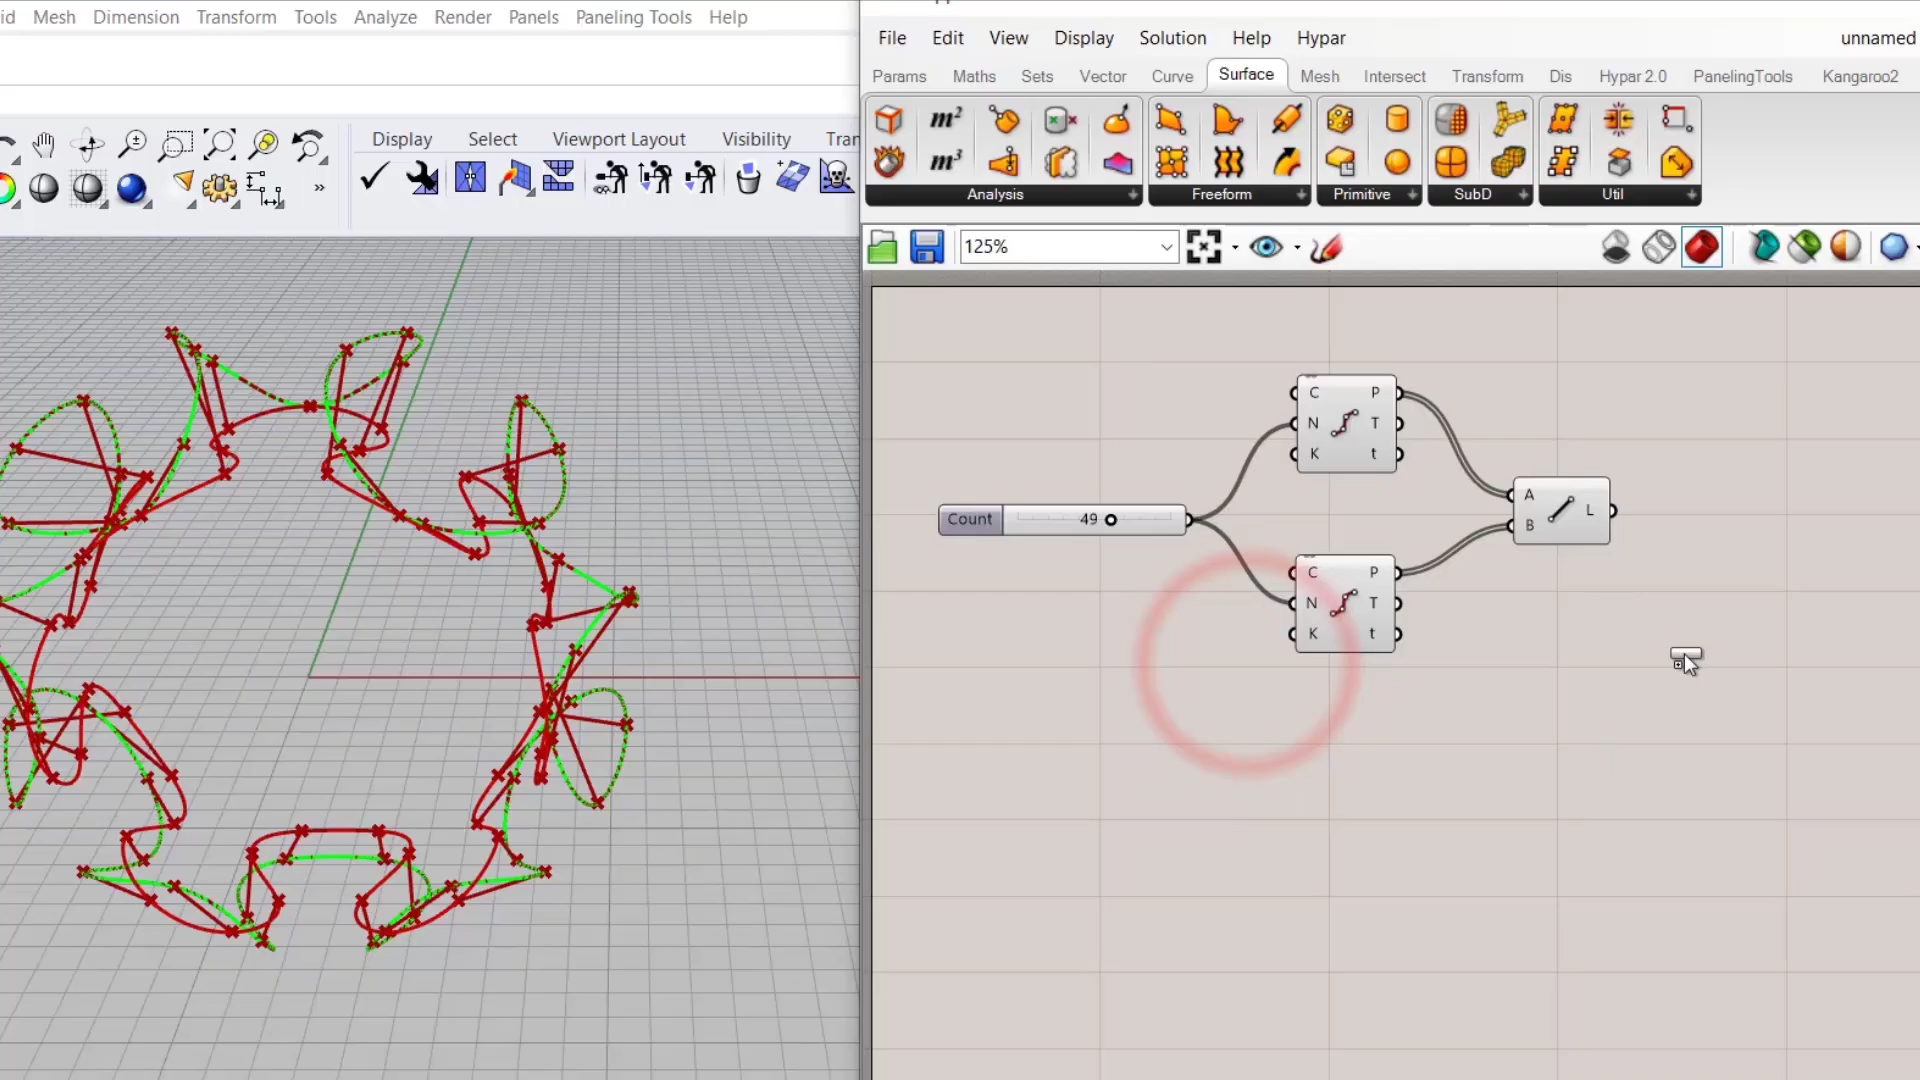 id Mesh Dimension Transform Tools Analyze Render Panels Paneling Tools Help
Display Select Viewport Layout Visibility Tran
»
unnamed
File Edit View Display Solution Help Hypar
Params Maths Sets Vector Curve Surface Mesh Intersect Transform Dis Hypar 2.0 PanelingTools Kangaroo2
m²
m³
Analysis Freeform Primitive SubD Util
125%
C P
N T
K t
Count 49
A L
B
C P
N T
K t